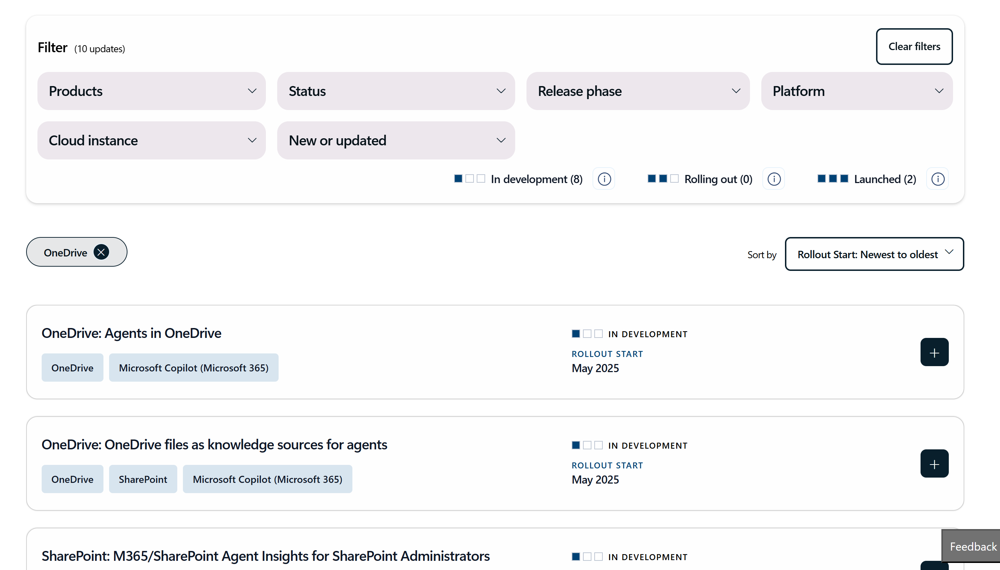 Filter (10 updates)
Clear filters
Products
Status
Release phase
Platform
Cloud instance
New or updated
In development (8)
Rolling out (0)
Launched (2)
OneDrive
Sort by
Rollout Start: Newest to oldest
OneDrive: Agents in OneDrive
OneDrive
Microsoft Copilot (Microsoft 365)
IN DEVELOPMENT
ROLLOUT START
May 2025
OneDrive: OneDrive files as knowledge sources for agents
OneDrive
SharePoint
Microsoft Copilot (Microsoft 365)
IN DEVELOPMENT
ROLLOUT START
May 2025
SharePoint: M365/SharePoint Agent Insights for SharePoint Administrators
IN DEVELOPMENT
Feedback